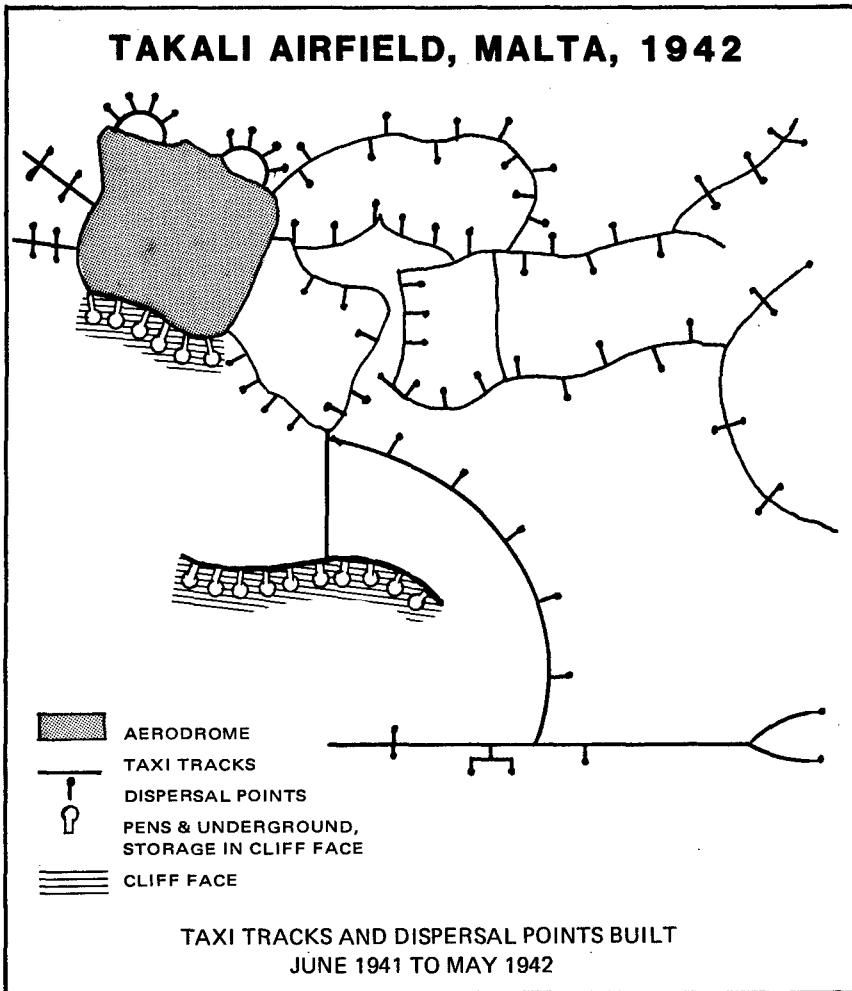 TAKALI AIRFIELD, MALTA, 1942
AERODROME
TAXI TRACKS
DISPERSAL POINTS
PENS & UNDERGROUND,
STORAGE IN CLIFF FACE
CLIFF FACE
TAXI TRACKS AND DISPERSAL POINTS BUILT
JUNE 1941 TO MAY 1942